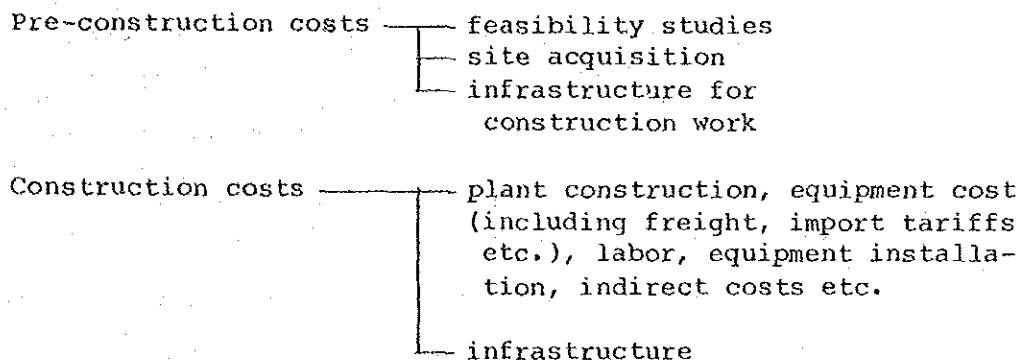 Pre-construction costs feasibility studies
site acquisition
infrastructure for
construction work
Construction costs plant construction, equipment cost
(including freight, import tariffs
etc.), labor, equipment installa-
tion, indirect costs etc.
infrastructure